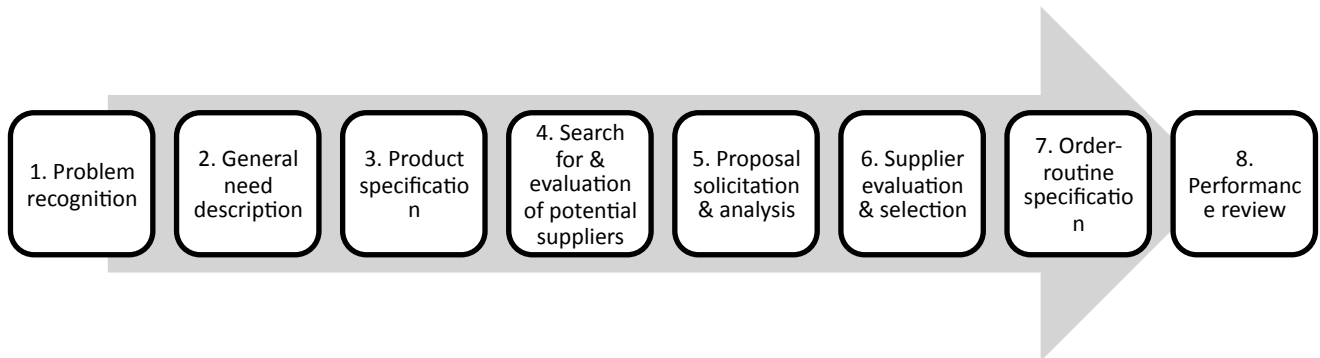 1. Problem
recognition
2. General
need
description
3. Product
specificatio
n
4. Search
for &
evaluation
of potential
suppliers
5. Proposal
solicitation
& analysis
6. Supplier
evaluation
& selection
7. Order-
routine
specificatio
n
8.
Performanc
e review